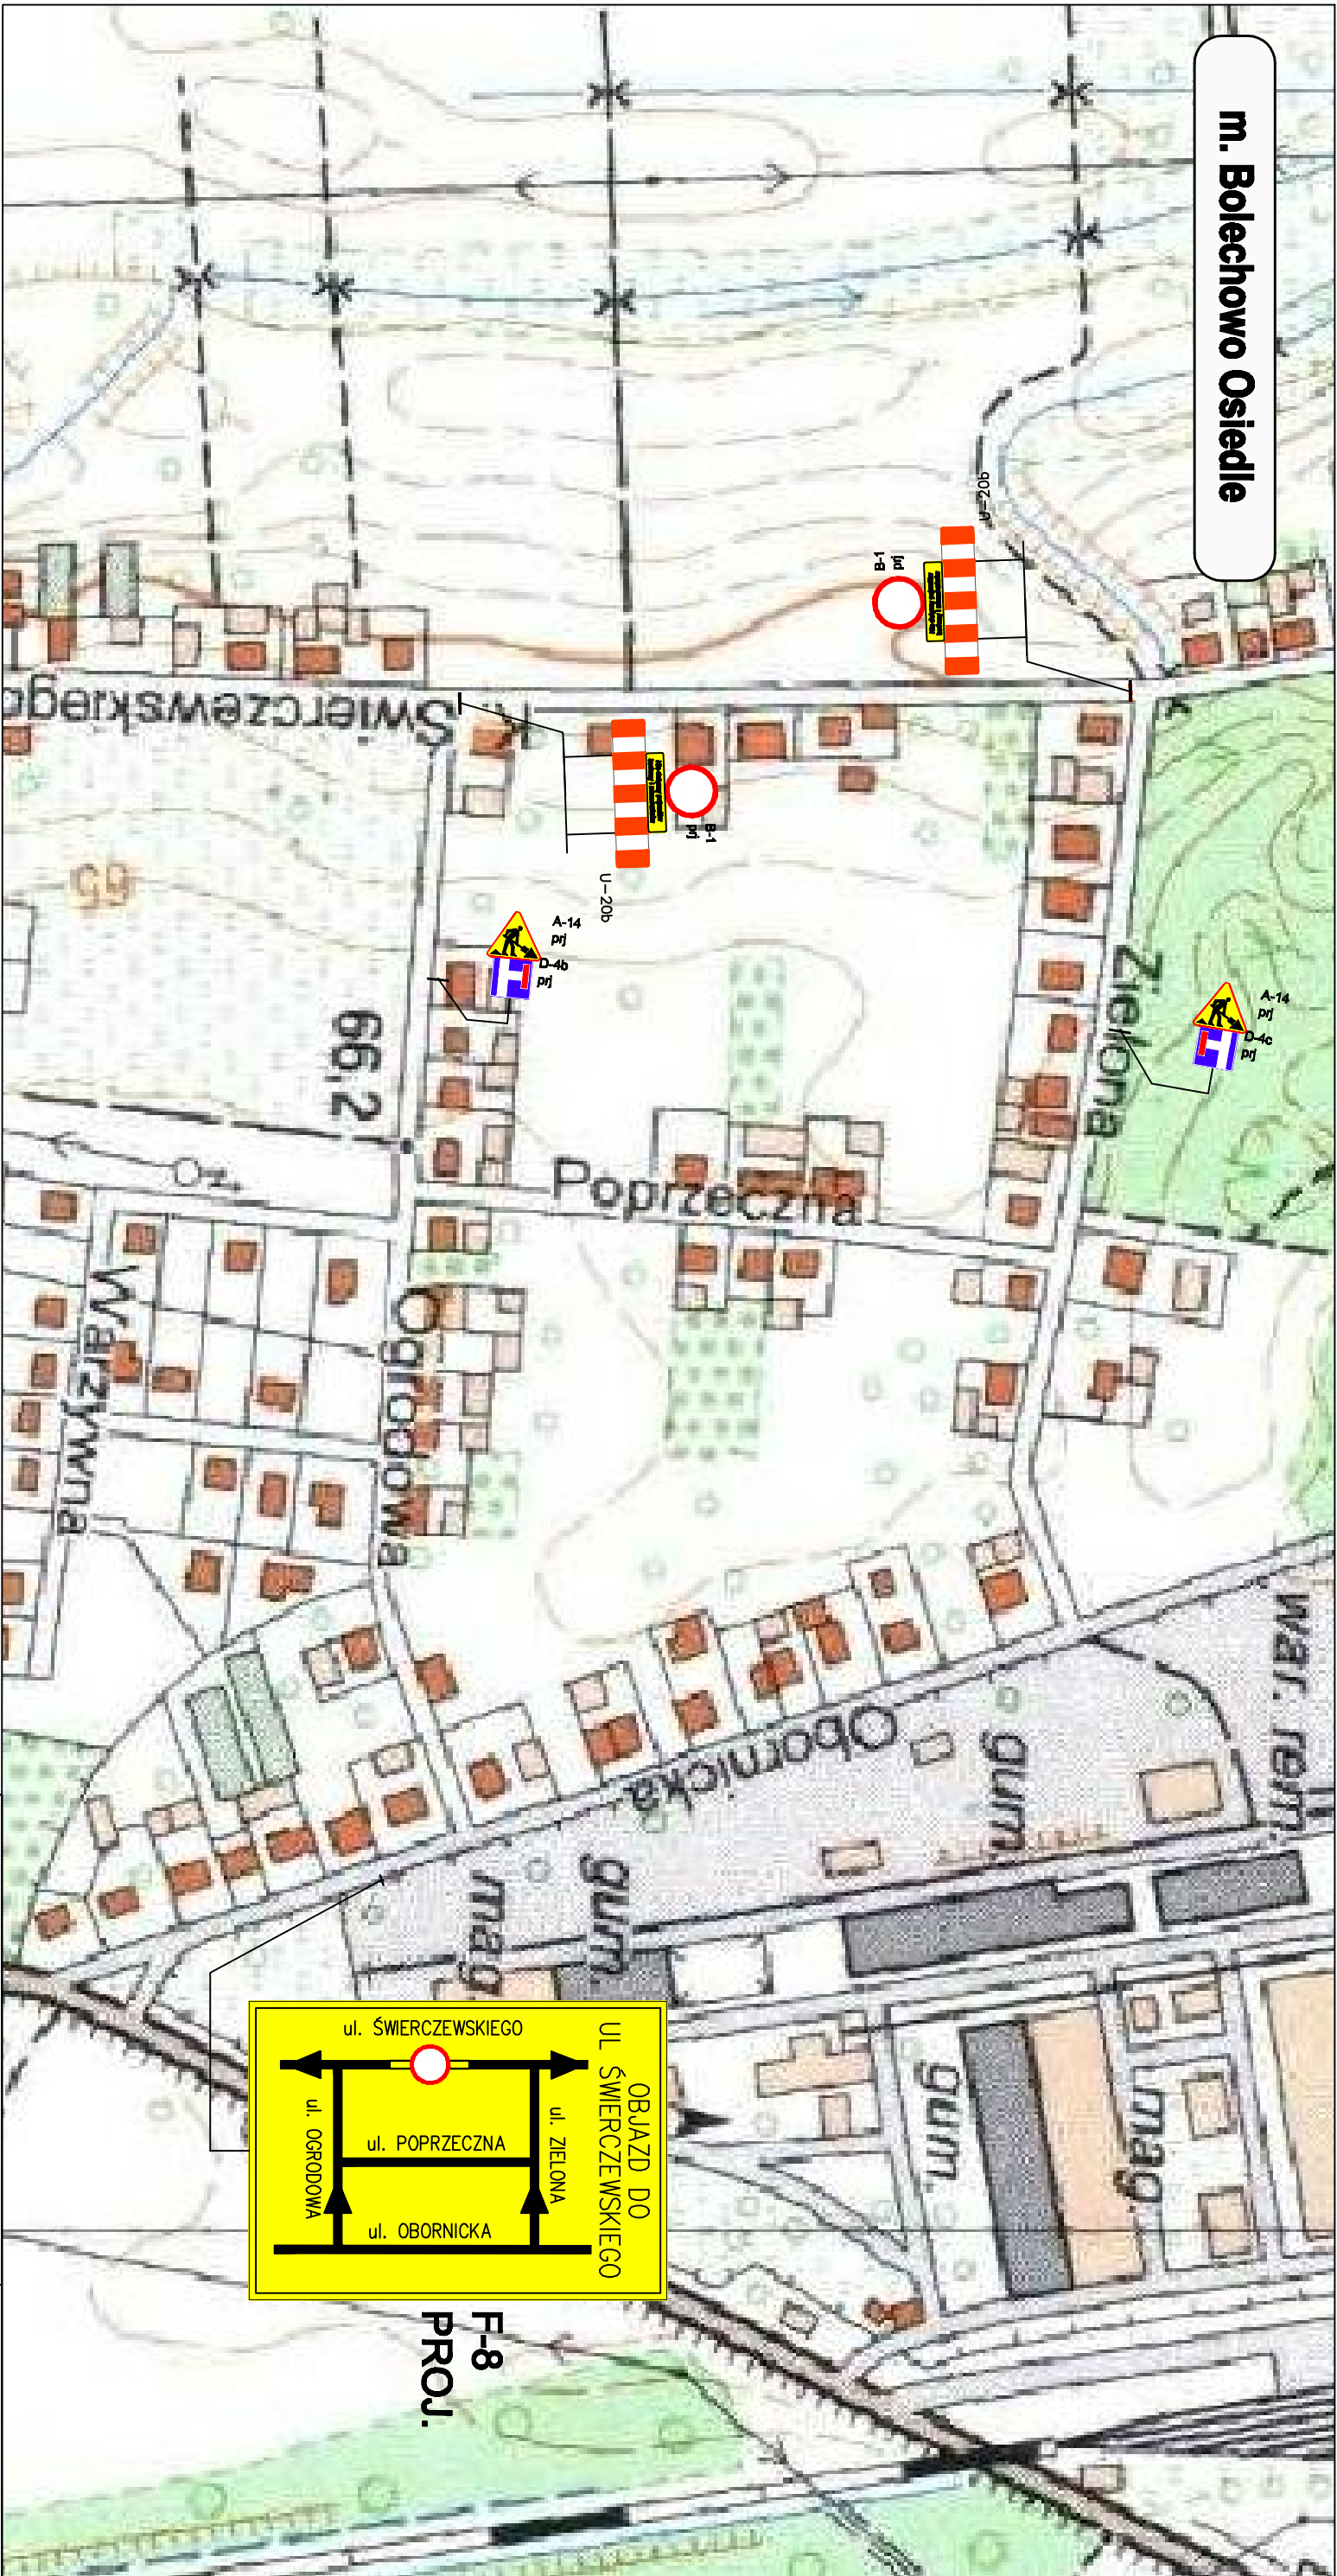 m. Bolechowo Osiedle
U-20b
B-1
prj
Świerczewskiego
B-1
prj
U-20b
65
A-14
prj
D-4b
prj
Zielona
A-14
prj
D-4c
prj
66,2
Poprzeczna
Ogrodowa
Warzywna
Obornicka
war. rem.
gum.
gum.
mag.
gum.
mag.
OBJAZD DO
UL ŚWIERCZEWSKIEGO
ul. ŚWIERCZEWSKIEGO
ul. ZIELONA
ul. OGRODOWA
ul. POPRZECZNA
ul. OBORNICKA
F-8
PROJ.